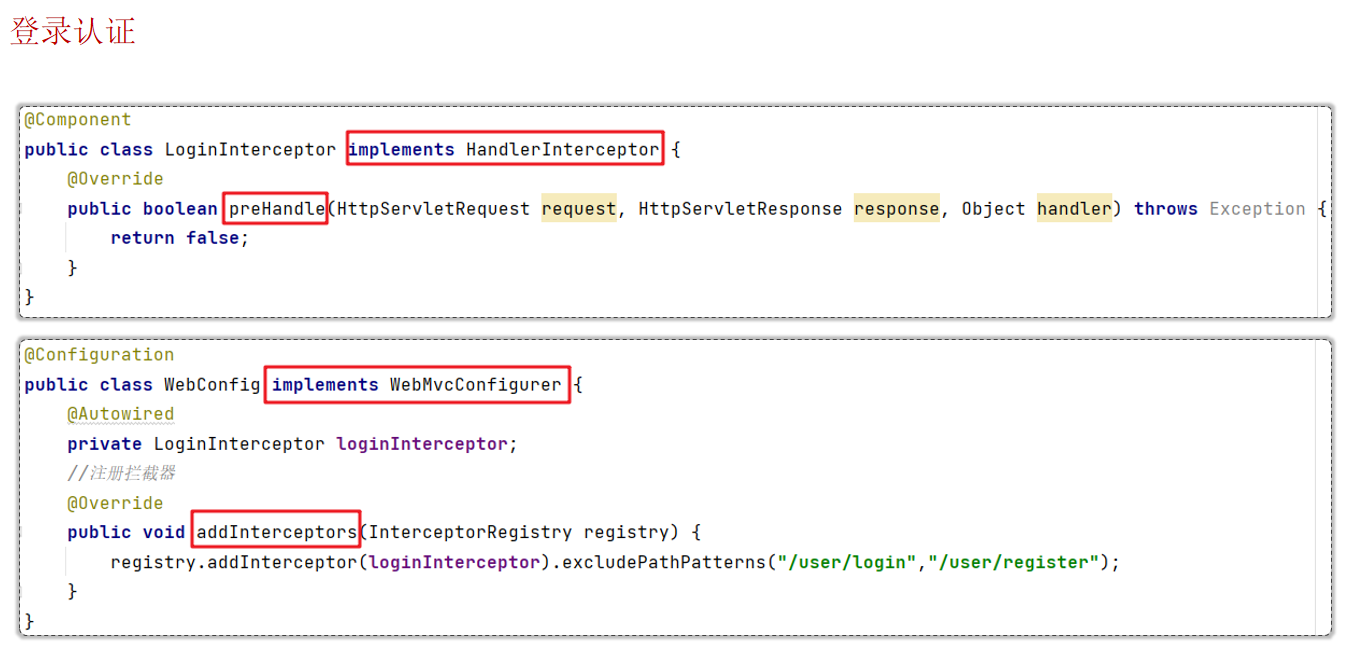 登录认证
@Component
public class LoginInterceptor implements HandlerInterceptor {
@Override
public boolean preHandle(HttpServletRequest request, HttpServletResponse response, Object handler) throws Exception {
return false;
}
}
@Configuration
public class WebConfig implements WebMvcConfigurer {
@Autowired
private LoginInterceptor loginInterceptor;
//注册拦截器
@Override
public void addInterceptors(InterceptorRegistry registry) {
registry.addInterceptor(loginInterceptor).excludePathPatterns("/user/login","/user/register");
}
}